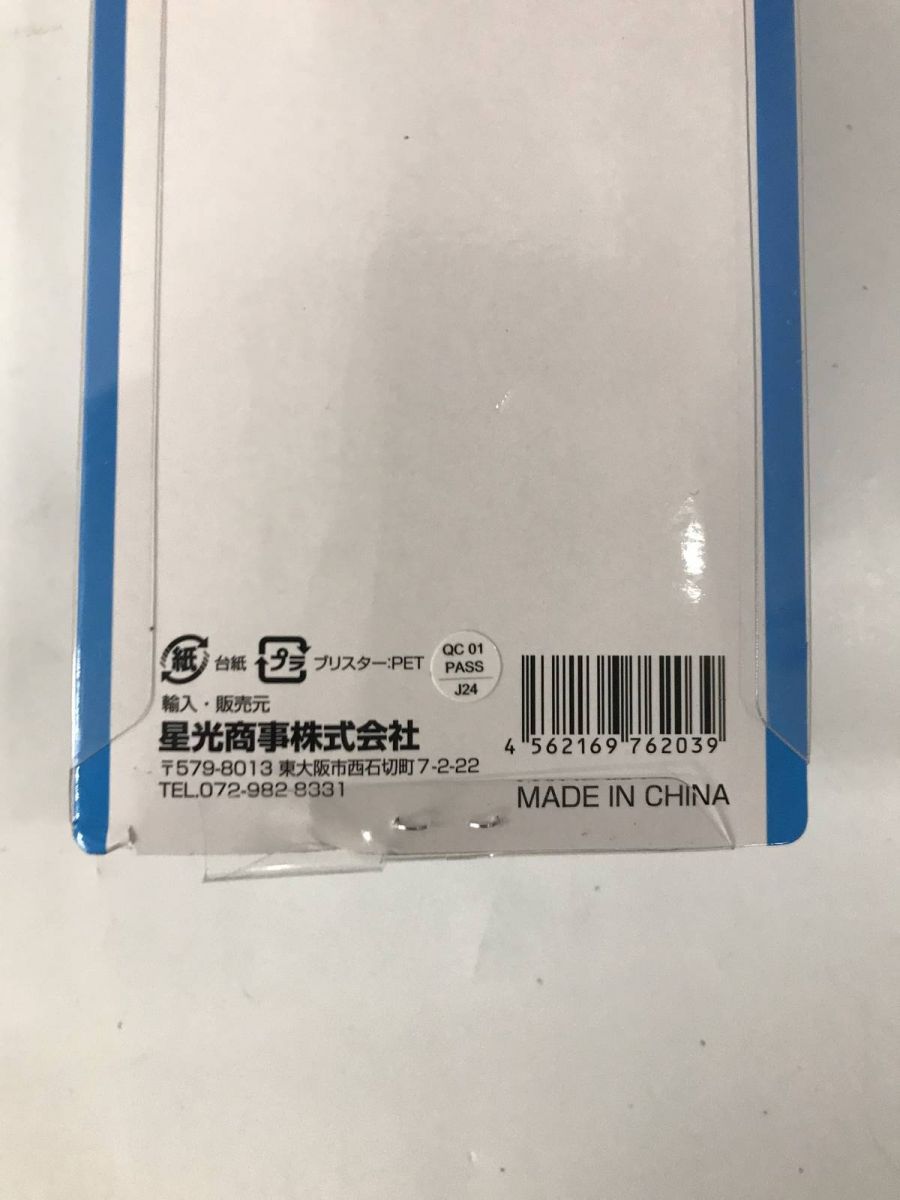 紙 台紙 プラ ブリスター:PET
QC 01
PASS
J24
輸入・販売元
星光商事株式会社
〒579-8013 東大阪市西石切町7-2-22
TEL.072-982-8331
4 562169 762039
MADE IN CHINA